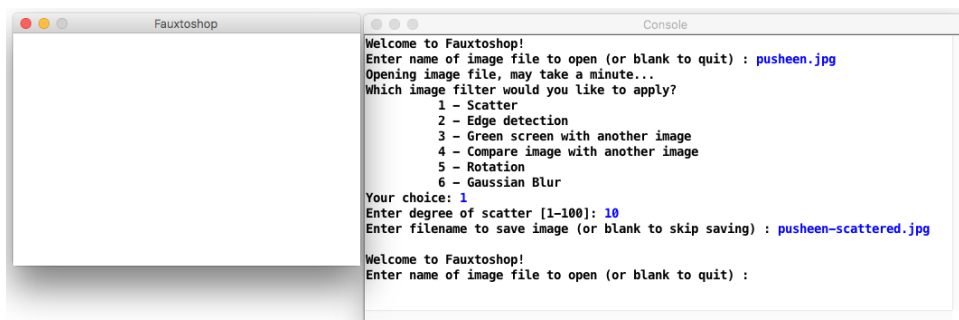 Fauxtoshop
Console
Welcome to Fauxtoshop!
Enter name of image file to open (or blank to quit) : pusheen.jpg
Opening image file, may take a minute...
Which image filter would you like to apply?
1 – Scatter
2 – Edge detection
3 – Green screen with another image
4 – Compare image with another image
5 – Rotation
6 – Gaussian Blur
Your choice: 1
Enter degree of scatter [1–100]: 10
Enter filename to save image (or blank to skip saving) : pusheen-scattered.jpg
Welcome to Fauxtoshop!
Enter name of image file to open (or blank to quit) :